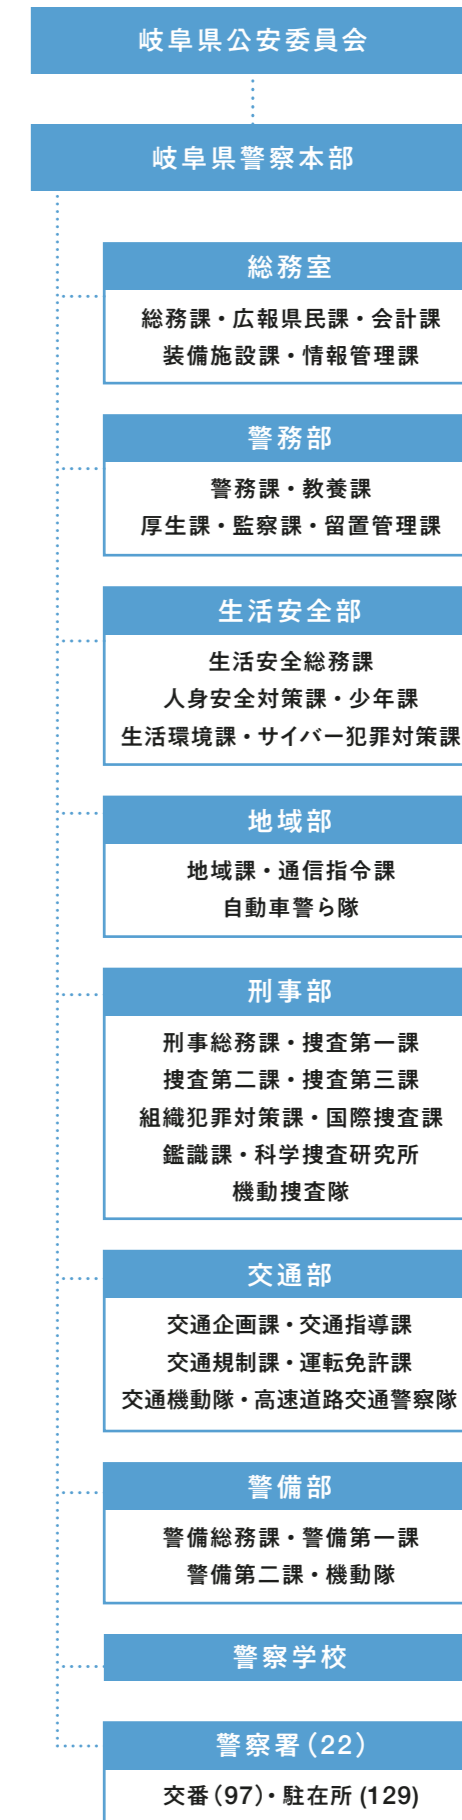 岐阜県公安委員会
岐阜県警察本部
総務室
総務課・広報県民課・会計課
装備施設課・情報管理課
警務部
警務課・教養課
厚生課・監察課・留置管理課
生活安全部
生活安全総務課
人身安全対策課・少年課
生活環境課・サイバー犯罪対策課
地域部
地域課・通信指令課
自動車警ら隊
刑事部
刑事総務課・捜査第一課
捜査第二課・捜査第三課
組織犯罪対策課・国際捜査課
鑑識課・科学捜査研究所
機動捜査隊
交通部
交通企画課・交通指導課
交通規制課・運転免許課
交通機動隊・高速道路交通警察隊
警備部
警備総務課・警備第一課
警備第二課・機動隊
警察学校
警察署(22)
交番(97)・駐在所 (129)